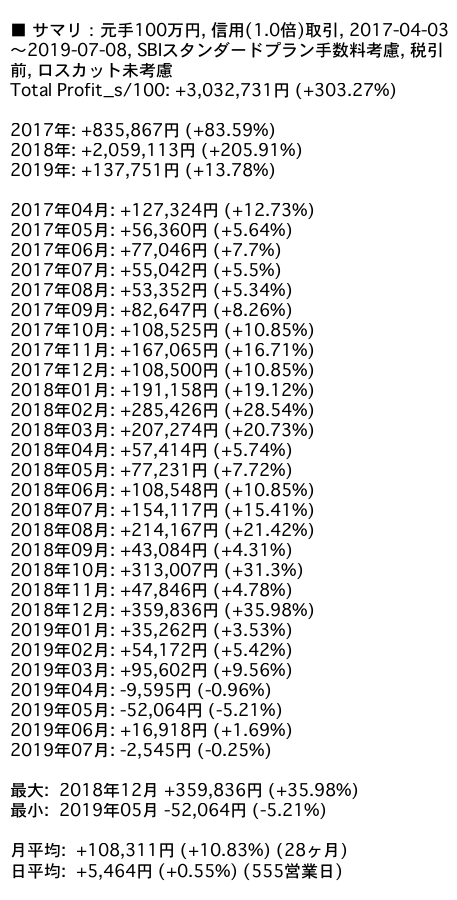 ■ サマリ：元手100万円, 信用(1.0倍)取引, 2017-04-03
～2019-07-08, SBIスタンダードプラン手数料考慮, 税引
前, ロスカット未考慮
Total Profit_s/100: +3,032,731円 (+303.27%)
2017年: +835,867円 (+83.59%)
2018年: +2,059,113円 (+205.91%)
2019年: +137,751円 (+13.78%)
2017年04月: +127,324円 (+12.73%)
2017年05月: +56,360円 (+5.64%)
2017年06月: +77,046円 (+7.7%)
2017年07月: +55,042円 (+5.5%)
2017年08月: +53,352円 (+5.34%)
2017年09月: +82,647円 (+8.26%)
2017年10月: +108,525円 (+10.85%)
2017年11月: +167,065円 (+16.71%)
2017年12月: +108,500円 (+10.85%)
2018年01月: +191,158円 (+19.12%)
2018年02月: +285,426円 (+28.54%)
2018年03月: +207,274円 (+20.73%)
2018年04月: +57,414円 (+5.74%)
2018年05月: +77,231円 (+7.72%)
2018年06月: +108,548円 (+10.85%)
2018年07月: +154,117円 (+15.41%)
2018年08月: +214,167円 (+21.42%)
2018年09月: +43,084円 (+4.31%)
2018年10月: +313,007円 (+31.3%)
2018年11月: +47,846円 (+4.78%)
2018年12月: +359,836円 (+35.98%)
2019年01月: +35,262円 (+3.53%)
2019年02月: +54,172円 (+5.42%)
2019年03月: +95,602円 (+9.56%)
2019年04月: -9,595円 (-0.96%)
2019年05月: -52,064円 (-5.21%)
2019年06月: +16,918円 (+1.69%)
2019年07月: -2,545円 (-0.25%)
最大: 2018年12月 +359,836円 (+35.98%)
最小: 2019年05月 -52,064円 (-5.21%)
月平均: +108,311円 (+10.83%) (28ヶ月)
日平均: +5,464円 (+0.55%) (555営業日)